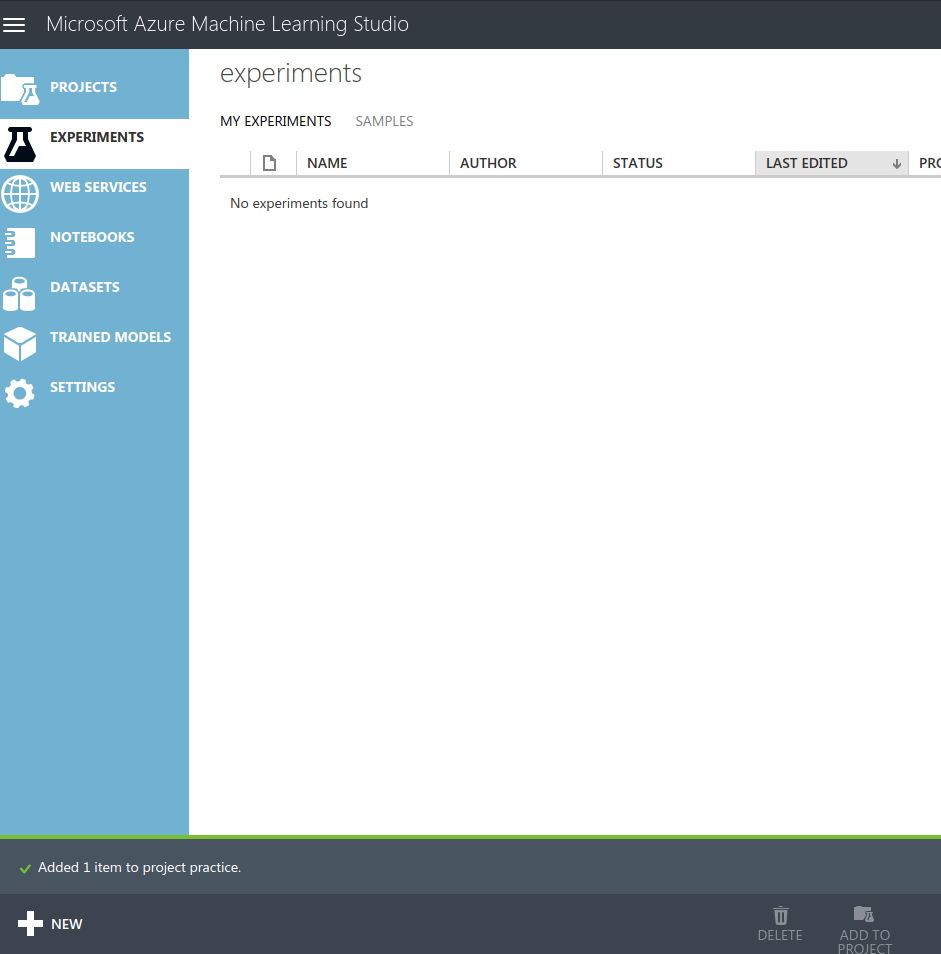 Microsoft Azure Machine Learning Studio
PROJECTS
EXPERIMENTS
WEB SERVICES
NOTEBOOKS
DATASETS
TRAINED MODELS
SETTINGS
experiments
MY EXPERIMENTS SAMPLES
NAME AUTHOR STATUS LAST EDITED PRO
No experiments found
Added 1 item to project practice.
NEW
DELETE
ADD TO
PROJECT